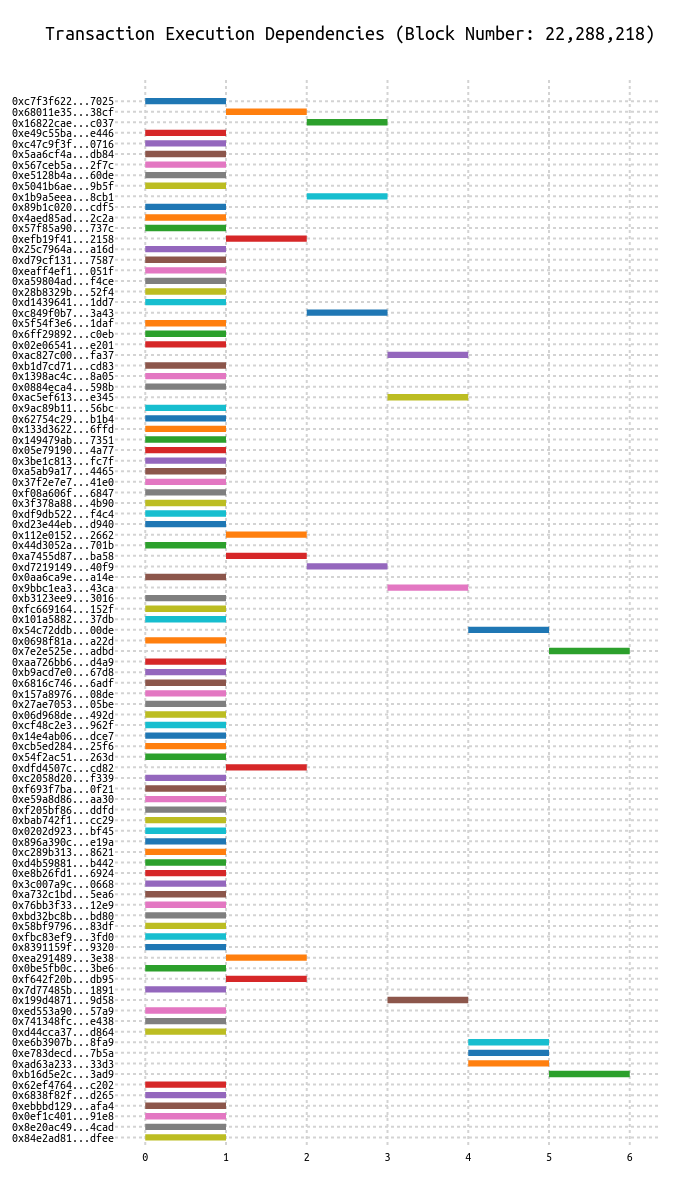 Transaction Execution Dependencies (Block Number: 22,288,218)
0xc7f3f622...7025
0x68011e35...38cf
0x16822cae...c037
0xe49c55ba...e446
0xc47c9f3f...0716
0x5aa6cf4a...db84
0x567ceb5a...2f7c
0xe5128b4a...60de
0x5041b6ae...9b5f
0x1b9a5eea...8cb1
0x89b1c020...cdf5
0x4aed85ad...2c2a
0x57f85a90...737c
0xefb19f41...2158
0x25c7964a...a16d
0xd79cf131...7587
0xeaff4ef1...051f
0xa59804ad...f4ce
0x28b8329b...52f4
0xd1439641...1dd7
0xc849f0b7...3a43
0x5f54f3e6...1daf
0x6ff29892...c0eb
0x02e06541...e201
0xac827c00...fa37
0xb1d7cd71...cd83
0x1398ac4c...8a05
0x0884eca4...598b
0xac5ef613...e345
0x9ac89b11...56bc
0x62754c29...b1b4
0x133d3622...6ffd
0x149479ab...7351
0x05e79190...4a77
0x3be1c813...fc7f
0xa5ab9a17...4465
0x37f2e7e7...41e0
0xf08a606f...6847
0x3f378a88...4b90
0xdf9db522...f4c4
0xd23e44eb...d940
0x112e0152...2662
0x44d3052a...701b
0xa7455d87...ba58
0xd7219149...40f9
0x0aa6ca9e...a14e
0x9bbc1ea3...43ca
0xb3123ee9...3016
0xfc669164...152f
0x101a5882...37db
0x54c72ddb...00de
0x0698f81a...a22d
0x7e2e525e...adbd
0xaa726bb6...d4a9
0xb9acd7e0...67d8
0x6816c746...6adf
0x157a8976...08de
0x27ae7053...05be
0x06d968de...492d
0xcf48c2e3...962f
0x14e4ab06...dce7
0xcb5ed284...25f6
0x54f2ac51...263d
0xdfd4507c...cd82
0xc2058d20...f339
0xf693f7ba...0f21
0xe59a8d86...aa30
0xf205bf86...ddfd
0xbab742f1...cc29
0x0202d923...bf45
0x896a390c...e19a
0xc289b313...8621
0xd4b59881...b442
0xe8b26fd1...6924
0x3c007a9c...0668
0xa732c1bd...5ea6
0x76bb3f33...12e9
0xbd32bc8b...bd80
0x58bf9796...83df
0xfbc83ef9...3fd0
0x8391159f...9320
0xea291489...3e38
0x0be5fb0c...3be6
0xf642f20b...db95
0x7d77485b...1891
0x199d4871...9d58
0xed553a90...57a9
0x741348fc...e438
0xd44cca37...d864
0xe6b3907b...8fa9
0xe783decd...7b5a
0xad63a233...33d3
0xb16d5e2c...3ad9
0x62ef4764...c202
0x6838f82f...d265
0xebbbd129...afa4
0x0ef1c401...91e8
0x8e20ac49...4cad
0x84e2ad81...dfee
0 1 2 3 4 5 6